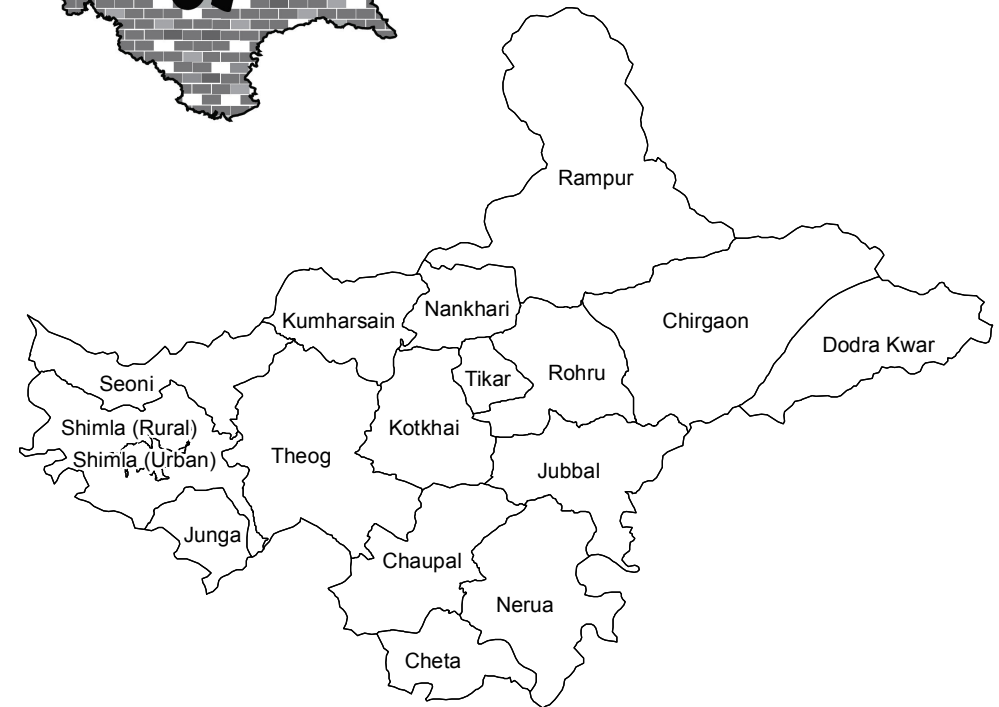 Rampur
Nankhari
Kumharsain
Chirgaon
Dodra Kwar
Seoni
Tikar
Rohru
Shimla (Rural)
Kotkhai
Shimla (Urban)
Theog
Jubbal
Junga
Chaupal
Nerua
Cheta